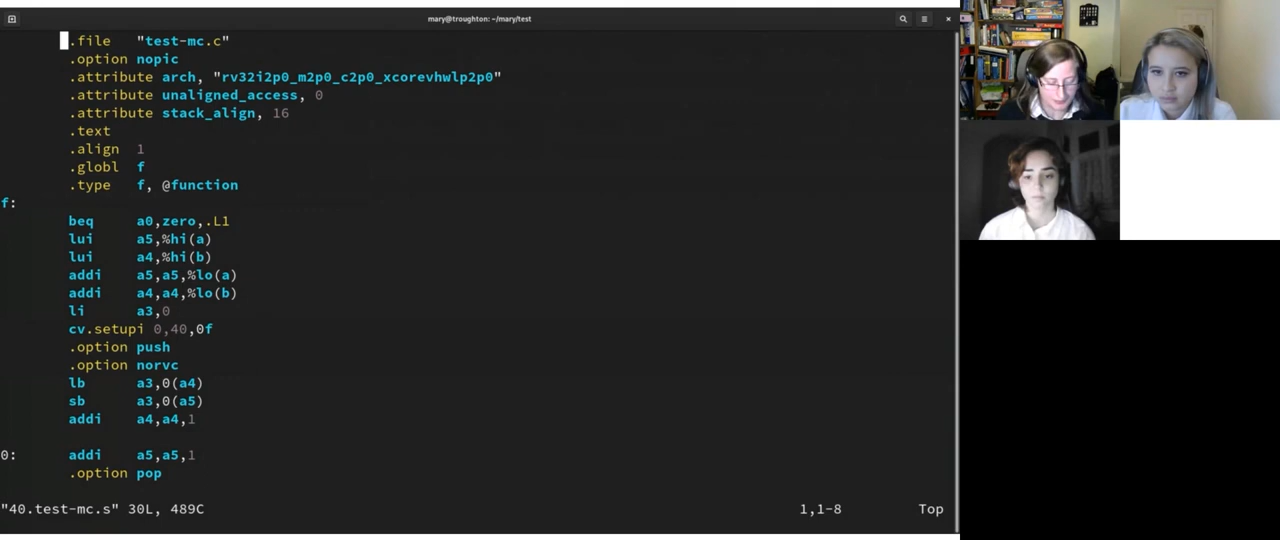 mary@troughton: ~/mary/test
.file "test-mc.c"
.option nopic
.attribute arch, "rv32i2p0_m2p0_c2p0_xcorevhwlp2p0"
.attribute unaligned_access, 0
.attribute stack_align, 16
.text
.align 1
.globl f
.type f, @function
f:
beq a0,zero,.L1
lui a5,%hi(a)
lui a4,%hi(b)
addi a5,a5,%lo(a)
addi a4,a4,%lo(b)
li a3,0
cv.setupi 0,40,0f
.option push
.option norvc
lb a3,0(a4)
sb a3,0(a5)
addi a4,a4,1
0: addi a5,a5,1
.option pop
"40.test-mc.s" 30L, 489C 1,1-8 Top